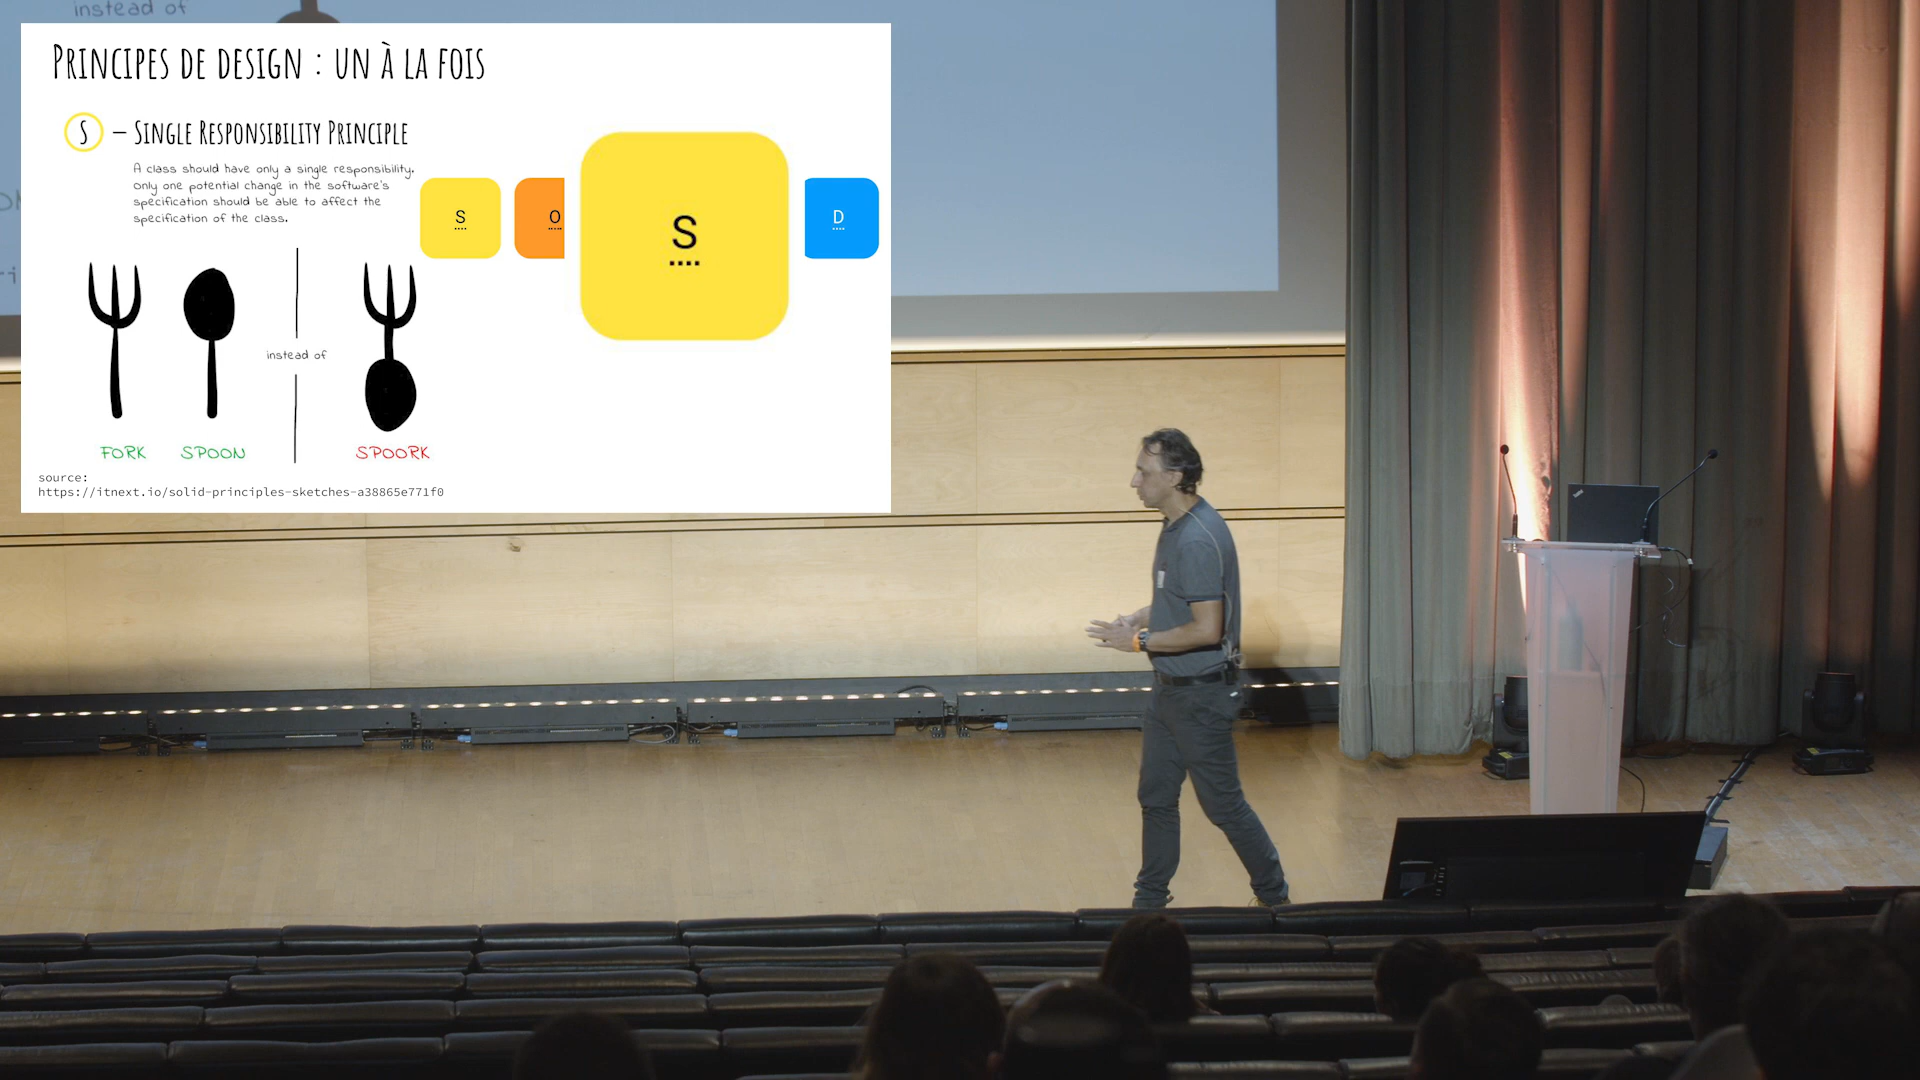 instead of
PRINCIPES DE DESIGN : UN À LA FOIS
S — SINGLE RESPONSIBILITY PRINCIPLE
A class should have only a single responsibility.
Only one potential change in the software's
specification should be able to affect the
specification of the class.
S
O
S
D
instead of
FORK
SPOON
SPOORK
source:
https://itnext.io/solid-principles-sketches-a38865e771f0